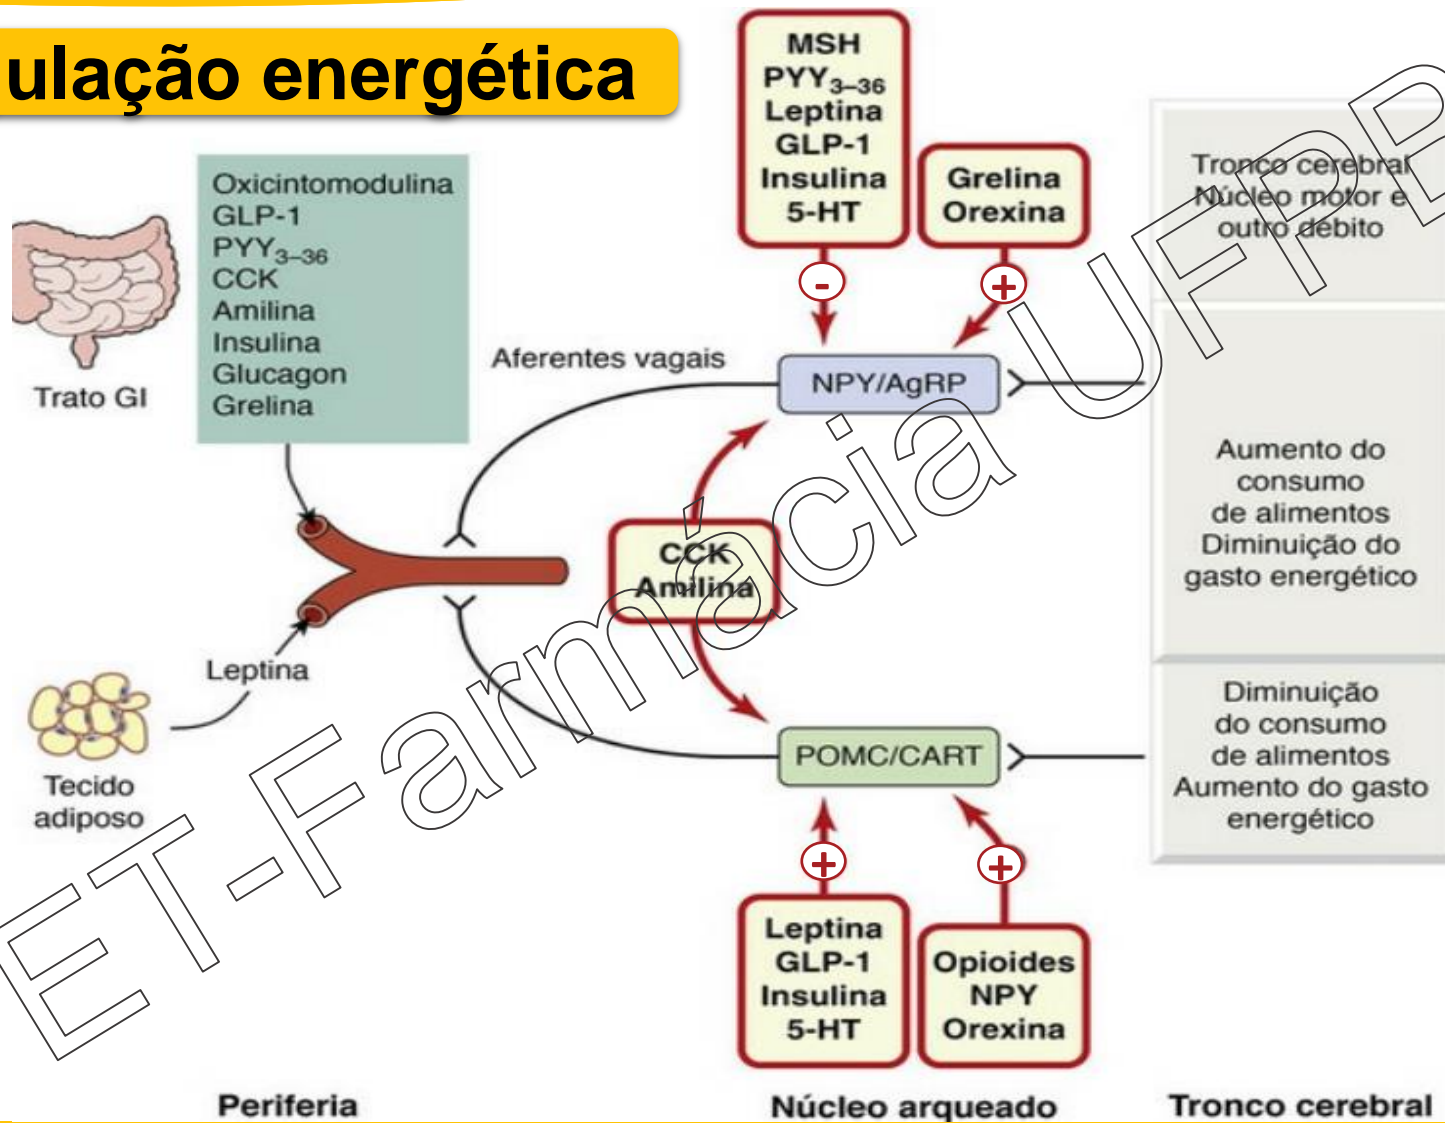 ulação energética
MSH
PYY3–36
Leptina
GLP-1
Insulina
5-HT
Grelina
Orexina
-
+
Oxicintomodulina
GLP-1
PYY3–36
CCK
Amilina
Insulina
Glucagon
Grelina
Trato GI
Aferentes vagais
NPY/AgRP
Tronco cerebral
Núcleo motor e
outro débito
Aumento do
consumo
de alimentos
Diminuição do
gasto energético
CCK
Amilina
Leptina
Tecido
adiposo
POMC/CART
Diminuição
do consumo
de alimentos
Aumento do gasto
energético
+
+
Leptina
GLP-1
Insulina
5-HT
Opioides
NPY
Orexina
Periferia
Núcleo arqueado
Tronco cerebral
ET-Farmácia UFPB